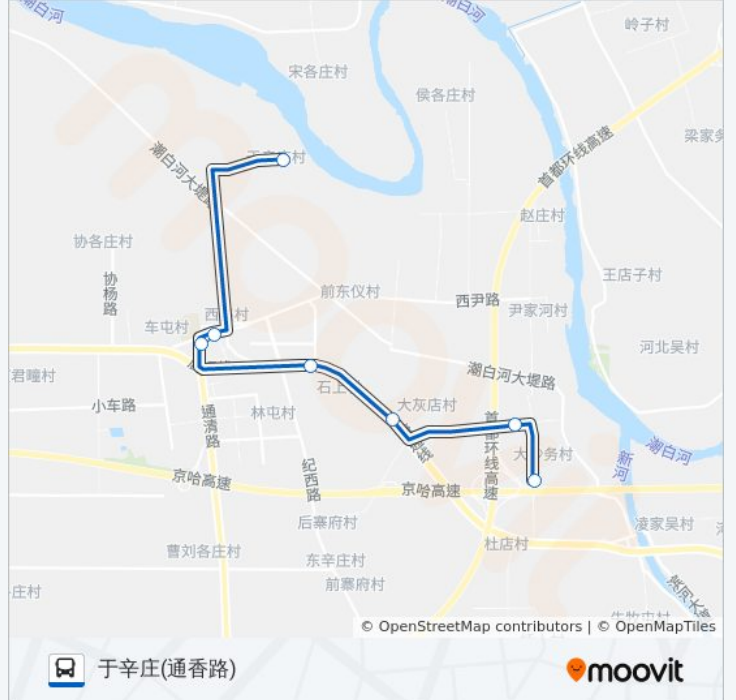 潮白河
潮白河
岭子村
宋各庄村
侯各庄村
首都环线高速
梁家务
潮白河大堤路
赵庄村
协各庄村
王店子村
协杨路
前东仪村
西尹路
尹家河村
车屯村
河北吴村
君疃村
石上
潮白河大堤路
小车路
通清路
林屯村
大灰店村
首都环线高速
潮白河
新河
纪西路
京哈高速
京哈高速
后寨府村
凌家吴村
杜店村
曹刘各庄村
东辛庄村
前寨府村
庄村
© OpenStreetMap contributors | © OpenMapTiles
于辛庄(通香路)
moovit